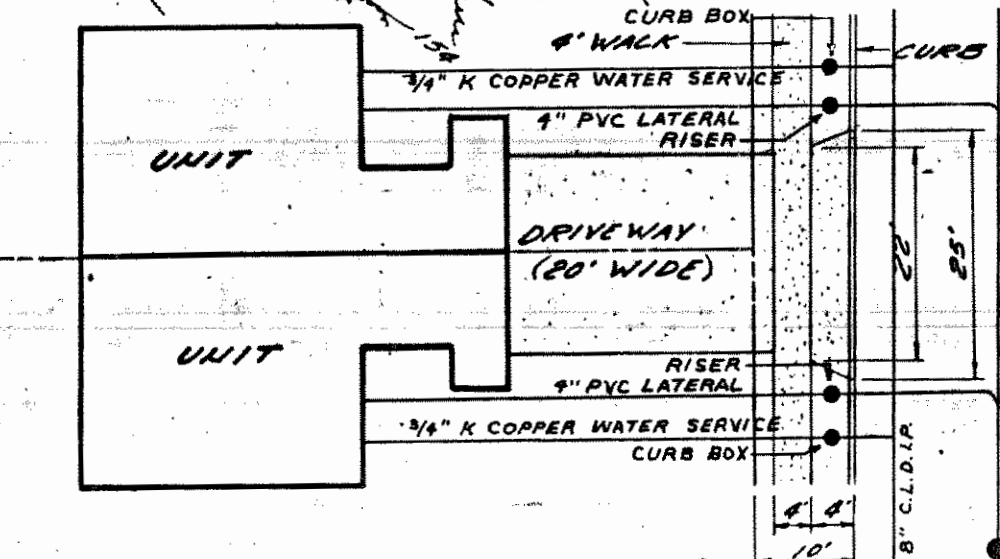 CURB BOX
4' WALK
CURB
3/4" K COPPER WATER SERVICE
4" PVC LATERAL
RISER
UNIT
DRIVEWAY
(20' WIDE)
22'
25'
UNIT
RISER
4" PVC LATERAL
3/4" K COPPER WATER SERVICE
CURB BOX
4' 4'
10'
8" C.L.D.I.P.